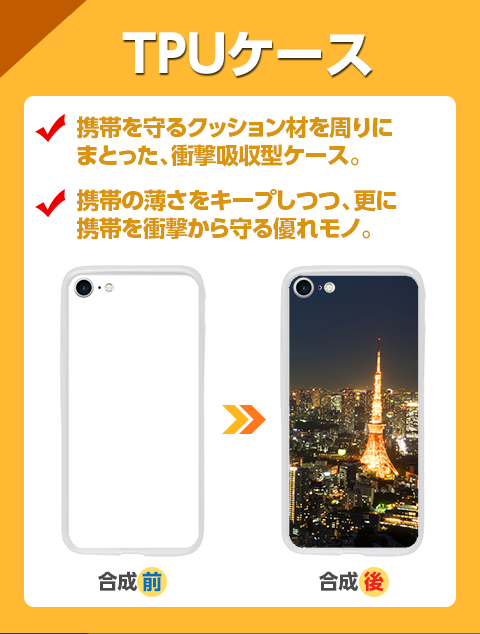 TPUケース
携帯を守るクッション材を周りに
まとった、衝撃吸収型ケース。
携帯の薄さをキープしつつ、更に
携帯を衝撃から守る優れモノ。
合成前
合成後